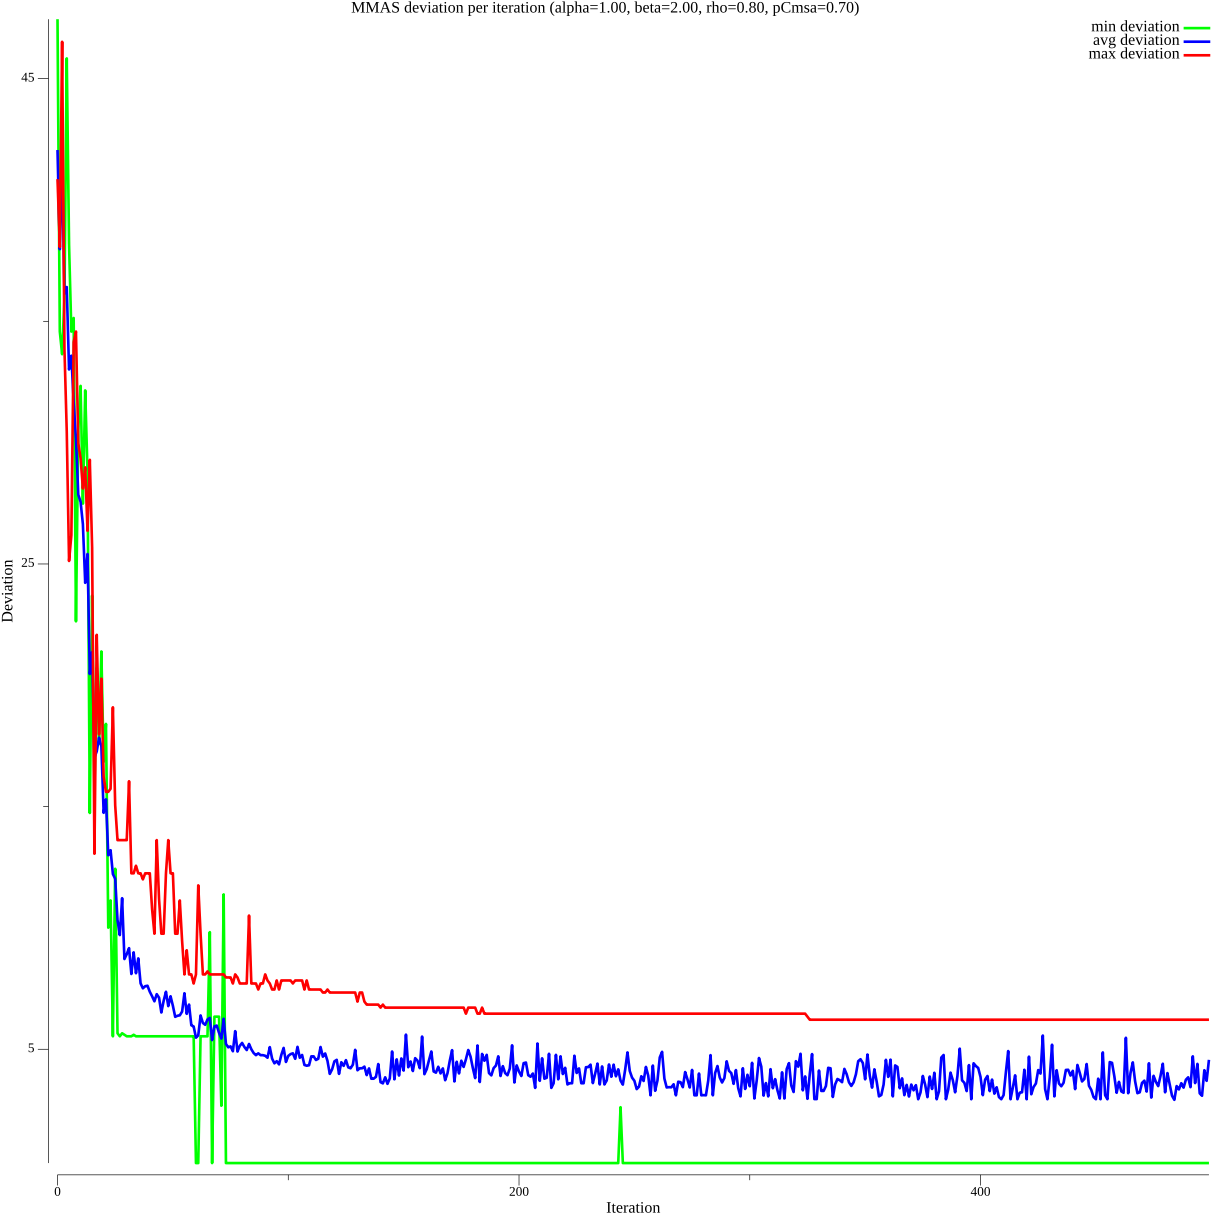 MMAS deviation per iteration (alpha=1.00, beta=2.00, rho=0.80, pCmsa=0.70)
min deviation
avg deviation
max deviation
45
25
5
Deviation
0
200
400
Iteration